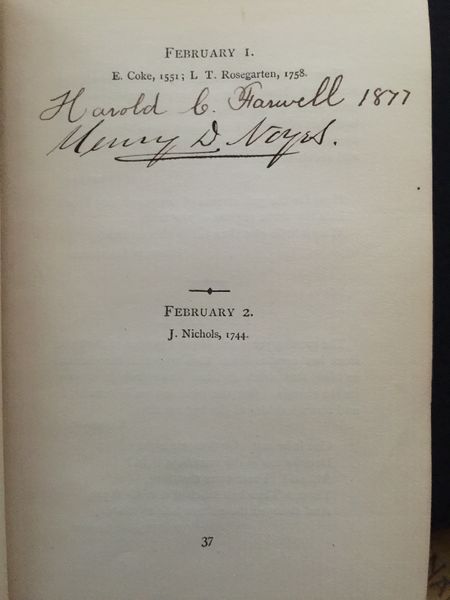 FEBRUARY 1.
E. Coke, 1551; L T. Rosegarten, 1758.
Harold C. Farwell 1877
Henry D. Noyes.
FEBRUARY 2.
J. Nichols, 1744.
37